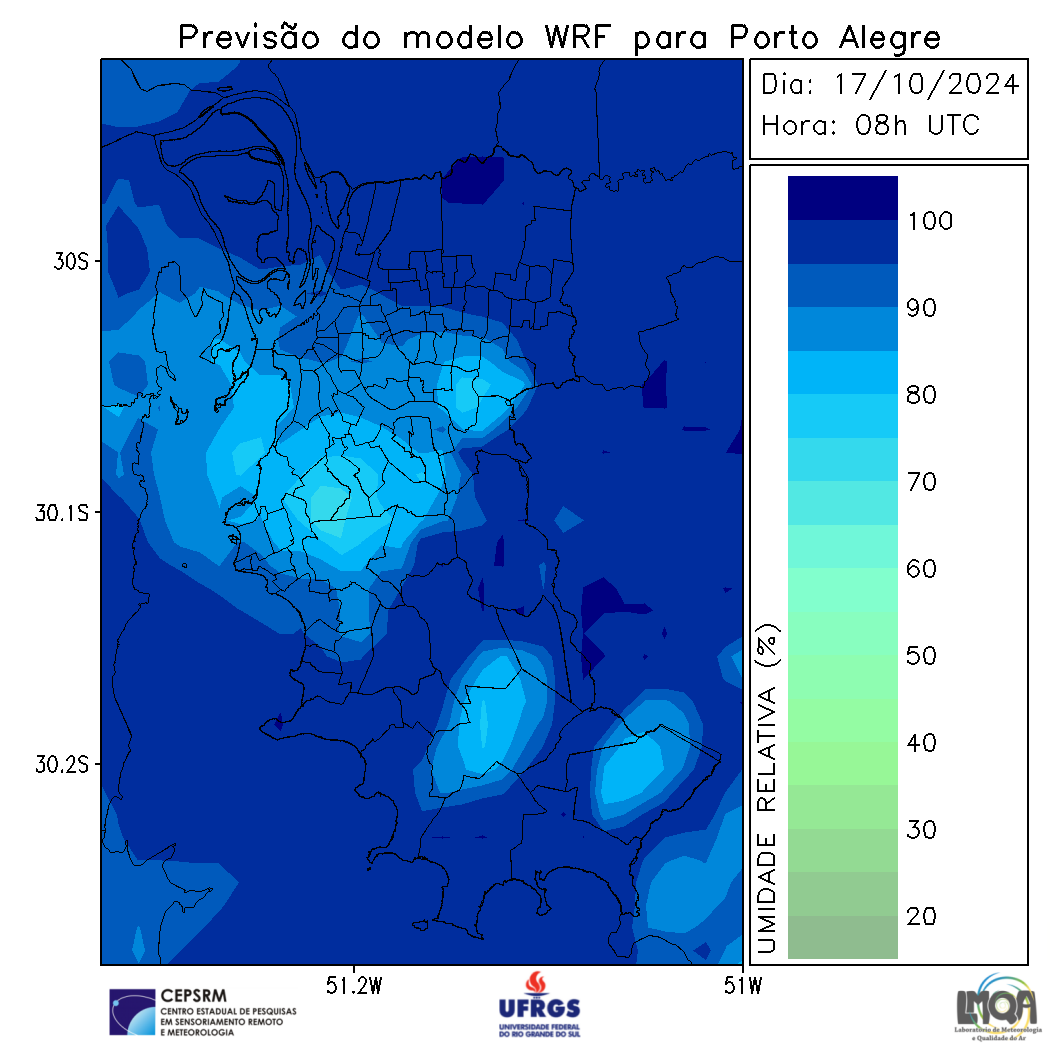 Previsão do modelo WRF para Porto Alegre
Dia: 17/10/2024
Hora: 08h UTC
100
90
80
70
60
50
40
30
20
UMIDADE RELATIVA (%)
30S
30.1S
30.2S
51.2W
51W
CEPSRM
CENTRO ESTADUAL DE PESQUISAS
EM SENSORIAMENTO REMOTO
E METEOROLOGIA
UFRGS
UNIVERSIDADE FEDERAL
DO RIO GRANDE DO SUL
LMQA
Laboratório de Meteorologia
e Qualidade do Ar